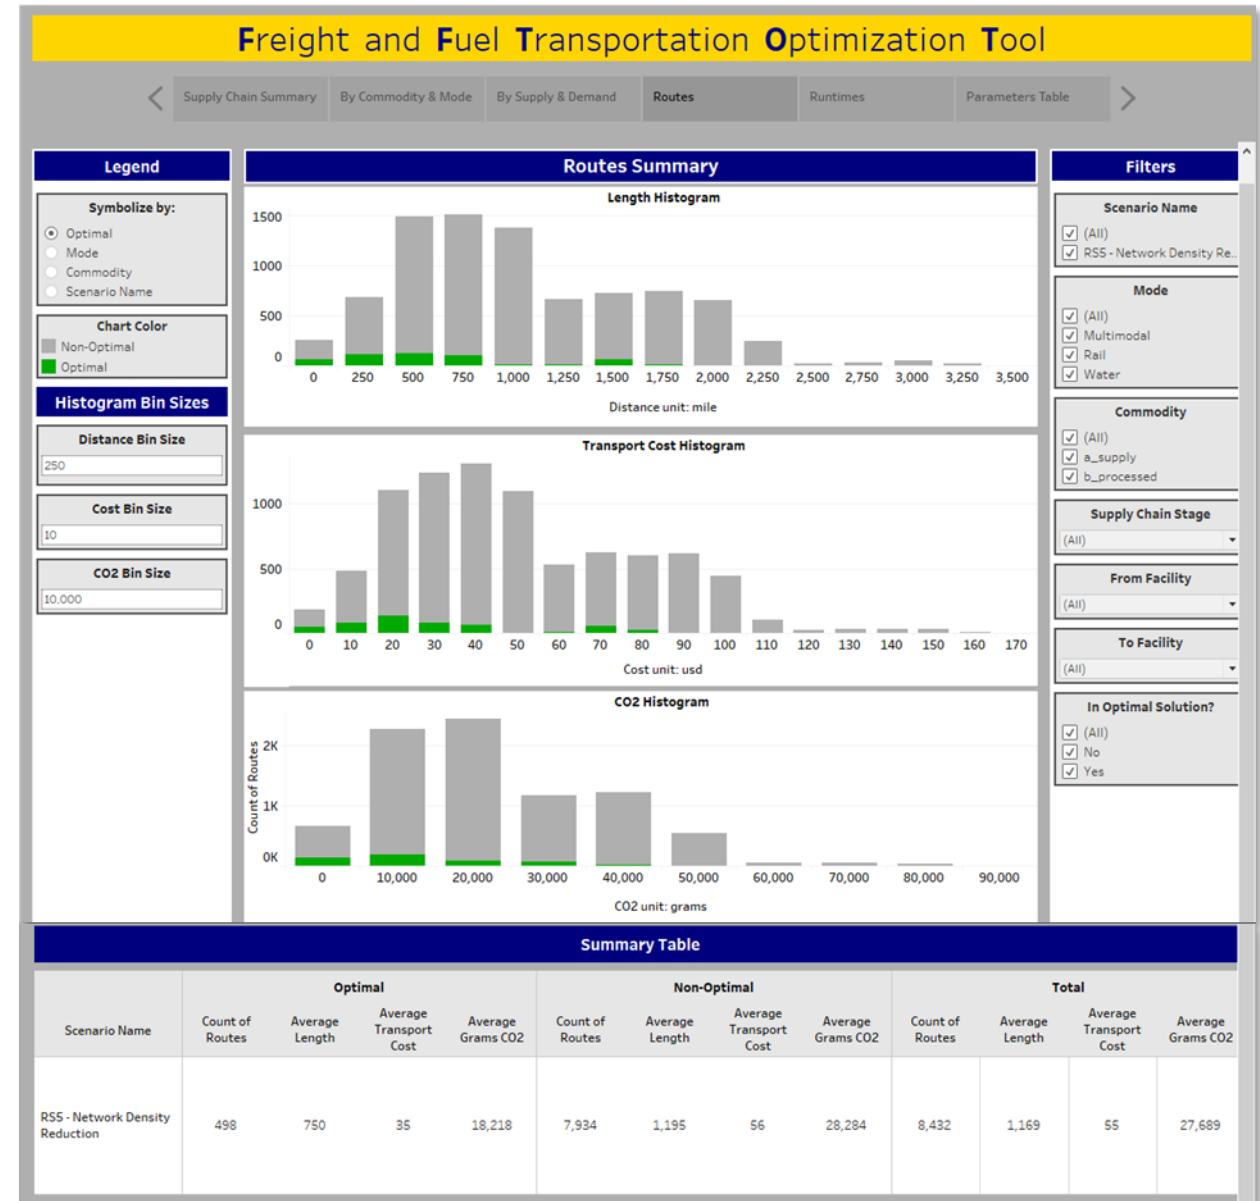 Freight and Fuel Transportation Optimization Tool
Supply Chain Summary
By Commodity & Mode
By Supply & Demand
Routes
Runtimes
Parameters Table
Legend
Symbolize by:
Optimal
Mode
Commodity
Scenario Name
Chart Color
Non-Optimal
Optimal
Histogram Bin Sizes
Distance Bin Size
250
Cost Bin Size
10
CO2 Bin Size
10,000
Routes Summary
Length Histogram
1500
1000
500
0
0 250 500 750 1,000 1,250 1,500 1,750 2,000 2,250 2,500 2,750 3,000 3,250 3,500
Distance unit: mile
Transport Cost Histogram
1000
500
0
0 10 20 30 40 50 60 70 80 90 100 110 120 130 140 150 160 170
Cost unit: usd
CO2 Histogram
Count of Routes
2K
1K
0K
0 10,000 20,000 30,000 40,000 50,000 60,000 70,000 80,000 90,000
CO2 unit: grams
Filters
Scenario Name
(All)
RS5 - Network Density Re..
Mode
(All)
Multimodal
Rail
Water
Commodity
(All)
a_supply
b_processed
Supply Chain Stage
(All)
From Facility
(All)
To Facility
(All)
In Optimal Solution?
(All)
No
Yes
Summary Table
Optimal Non-Optimal Total
Scenario Name
Count of
Routes
Average
Length
Average
Transport
Cost
Average
Grams CO2
Count of
Routes
Average
Length
Average
Transport
Cost
Average
Grams CO2
Count of
Routes
Average
Length
Average
Transport
Cost
Average
Grams CO2
RS5 - Network Density
Reduction
498 750 35 18,218 7,934 1,195 56 28,284 8,432 1,169 55 27,689